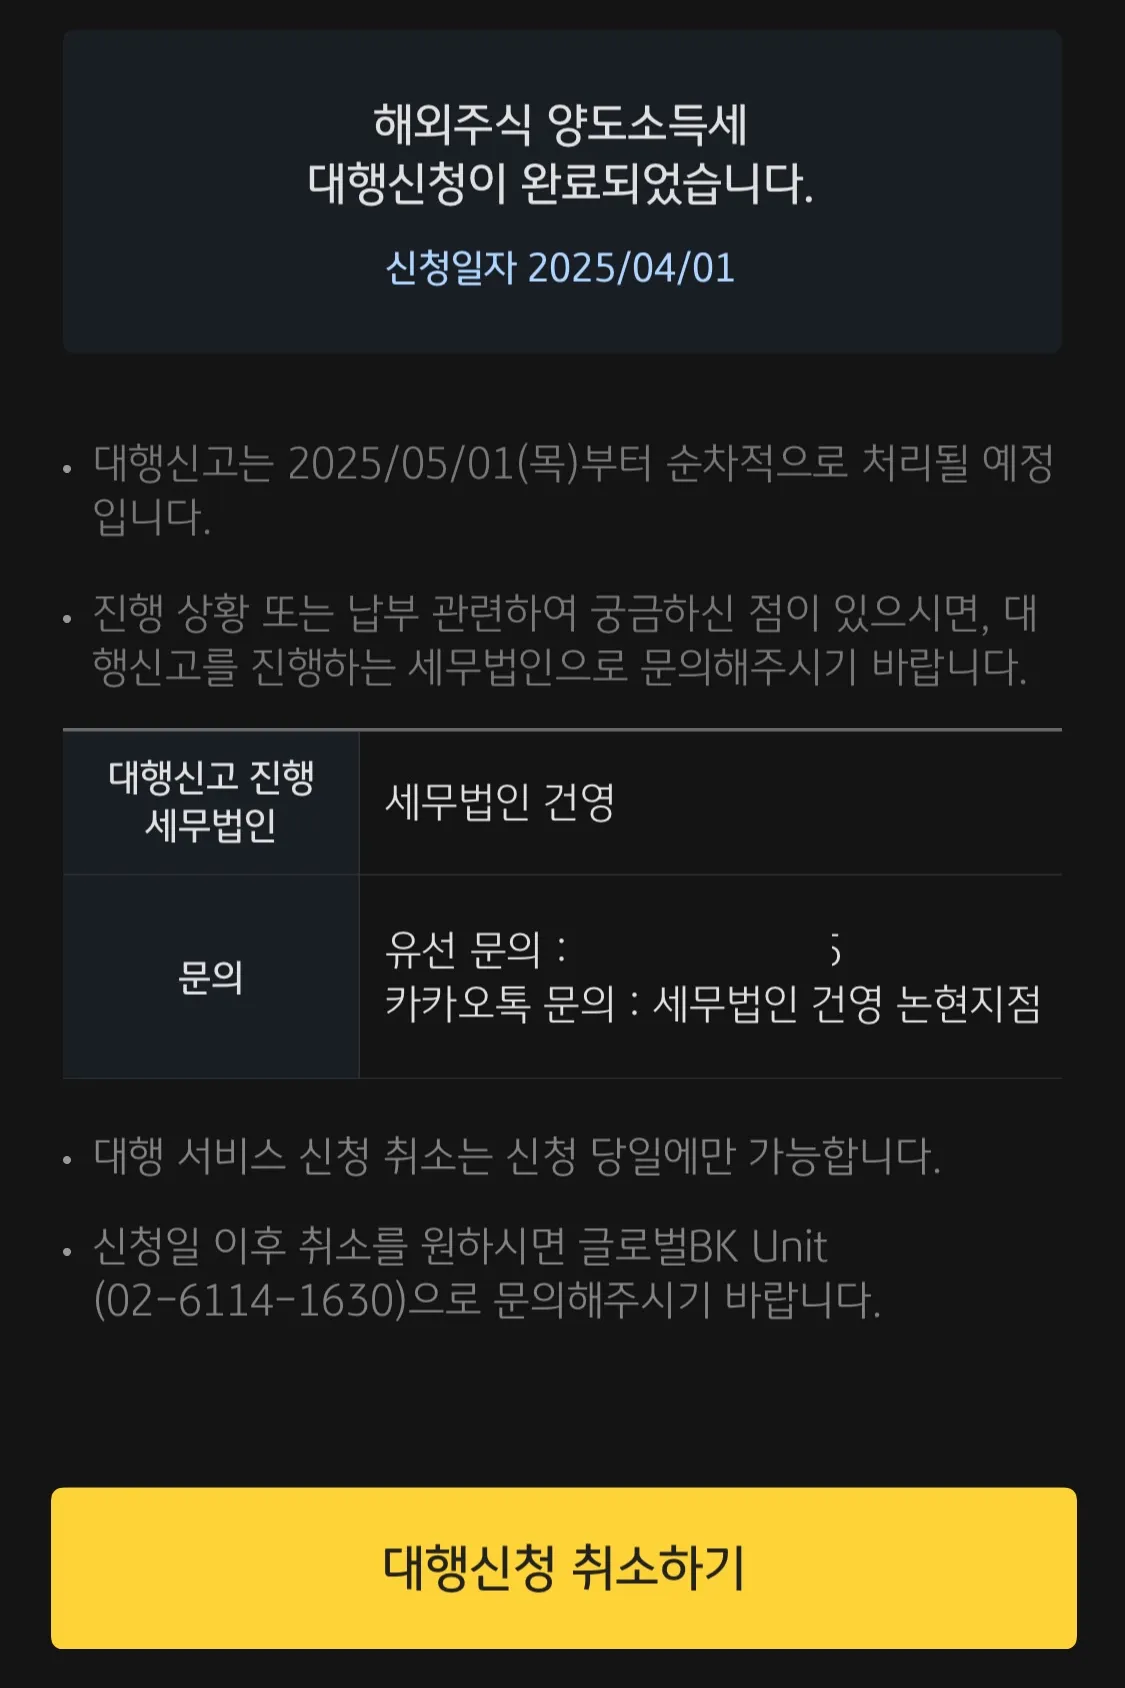 해외주식 양도소득세
대행신청이 완료되었습니다.
신청일자 2025/04/01
• 대행신고는 2025/05/01(목)부터 순차적으로 처리될 예정
입니다.
• 진행 상황 또는 납부 관련하여 궁금하신 점이 있으시면, 대
행신고를 진행하는 세무법인으로 문의해주시기 바랍니다.
대행신고 진행
세무법인
세무법인 건영
문의
유선 문의 :
카카오톡 문의 : 세무법인 건영 논현지점
• 대행 서비스 신청 취소는 신청 당일에만 가능합니다.
• 신청일 이후 취소를 원하시면 글로벌BK Unit
(02-6114-1630)으로 문의해주시기 바랍니다.
대행신청 취소하기